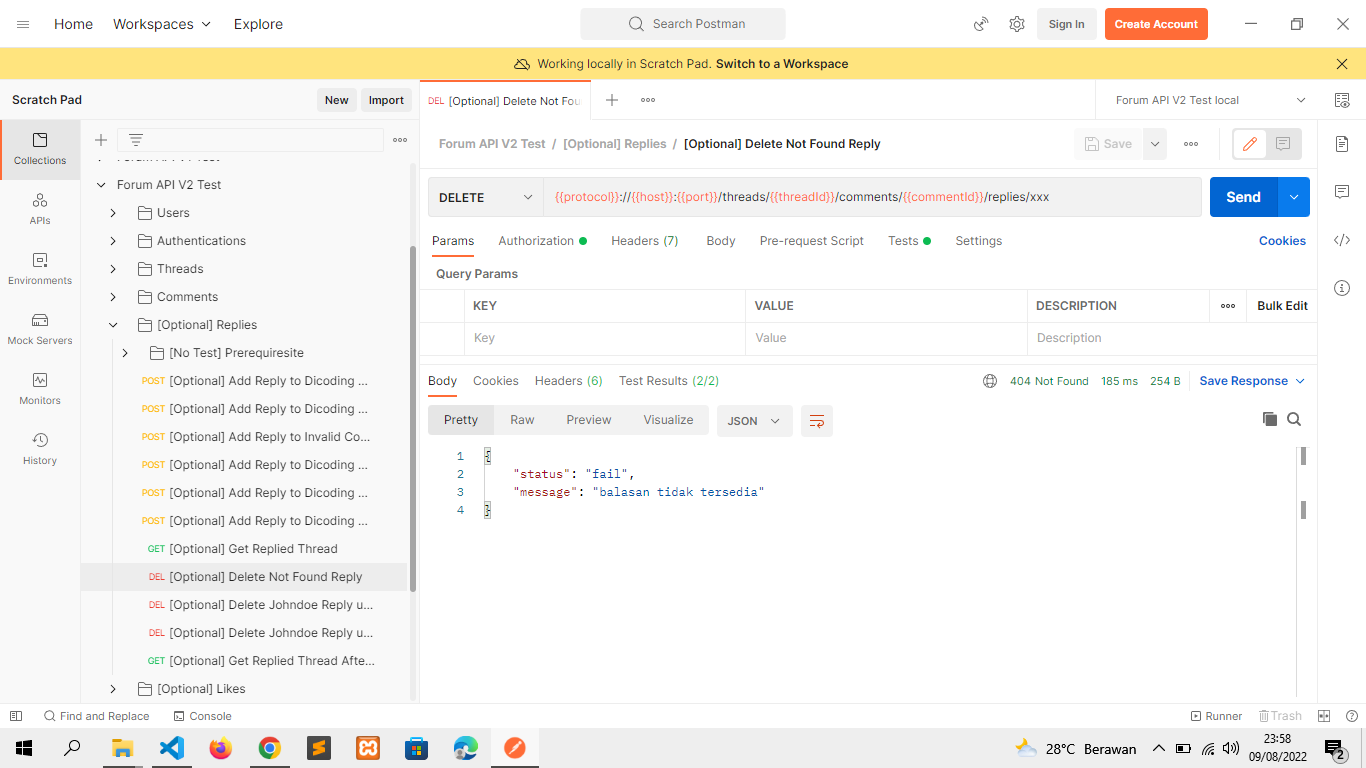 Home
Workspaces
Explore
Search Postman
Sign In
Create Account
Working locally in Scratch Pad. Switch to a Workspace
Scratch Pad
New
Import
DEL [Optional] Delete Not Fou
Forum API V2 Test local
Collections
APIs
Environments
Mock Servers
Monitors
History
Forum API V2 Test
Users
Authentications
Threads
Comments
[Optional] Replies
[No Test] Prerequiresite
POST [Optional] Add Reply to Dicoding ...
POST [Optional] Add Reply to Dicoding ...
POST [Optional] Add Reply to Invalid Co...
POST [Optional] Add Reply to Dicoding ...
POST [Optional] Add Reply to Dicoding ...
POST [Optional] Add Reply to Dicoding ...
GET [Optional] Get Replied Thread
DEL [Optional] Delete Not Found Reply
DEL [Optional] Delete Johndoe Reply u...
DEL [Optional] Delete Johndoe Reply u...
GET [Optional] Get Replied Thread Afte...
[Optional] Likes
Forum API V2 Test / [Optional] Replies / [Optional] Delete Not Found Reply
Save
DELETE
{{protocol}}://{{host}}:{{port}}/threads/{{threadId}}/comments/{{commentId}}/replies/xxx
Send
Params Authorization Headers (7) Body Pre-request Script Tests Settings Cookies
Query Params
KEY VALUE DESCRIPTION Bulk Edit
Key Value Description
Body Cookies Headers (6) Test Results (2/2) 404 Not Found 185 ms 254 B Save Response
Pretty Raw Preview Visualize JSON
1 {
2 "status": "fail",
3 "message": "balasan tidak tersedia"
4 }
Find and Replace
Console
Runner
Trash
28°C Berawan
23:58
09/08/2022
2